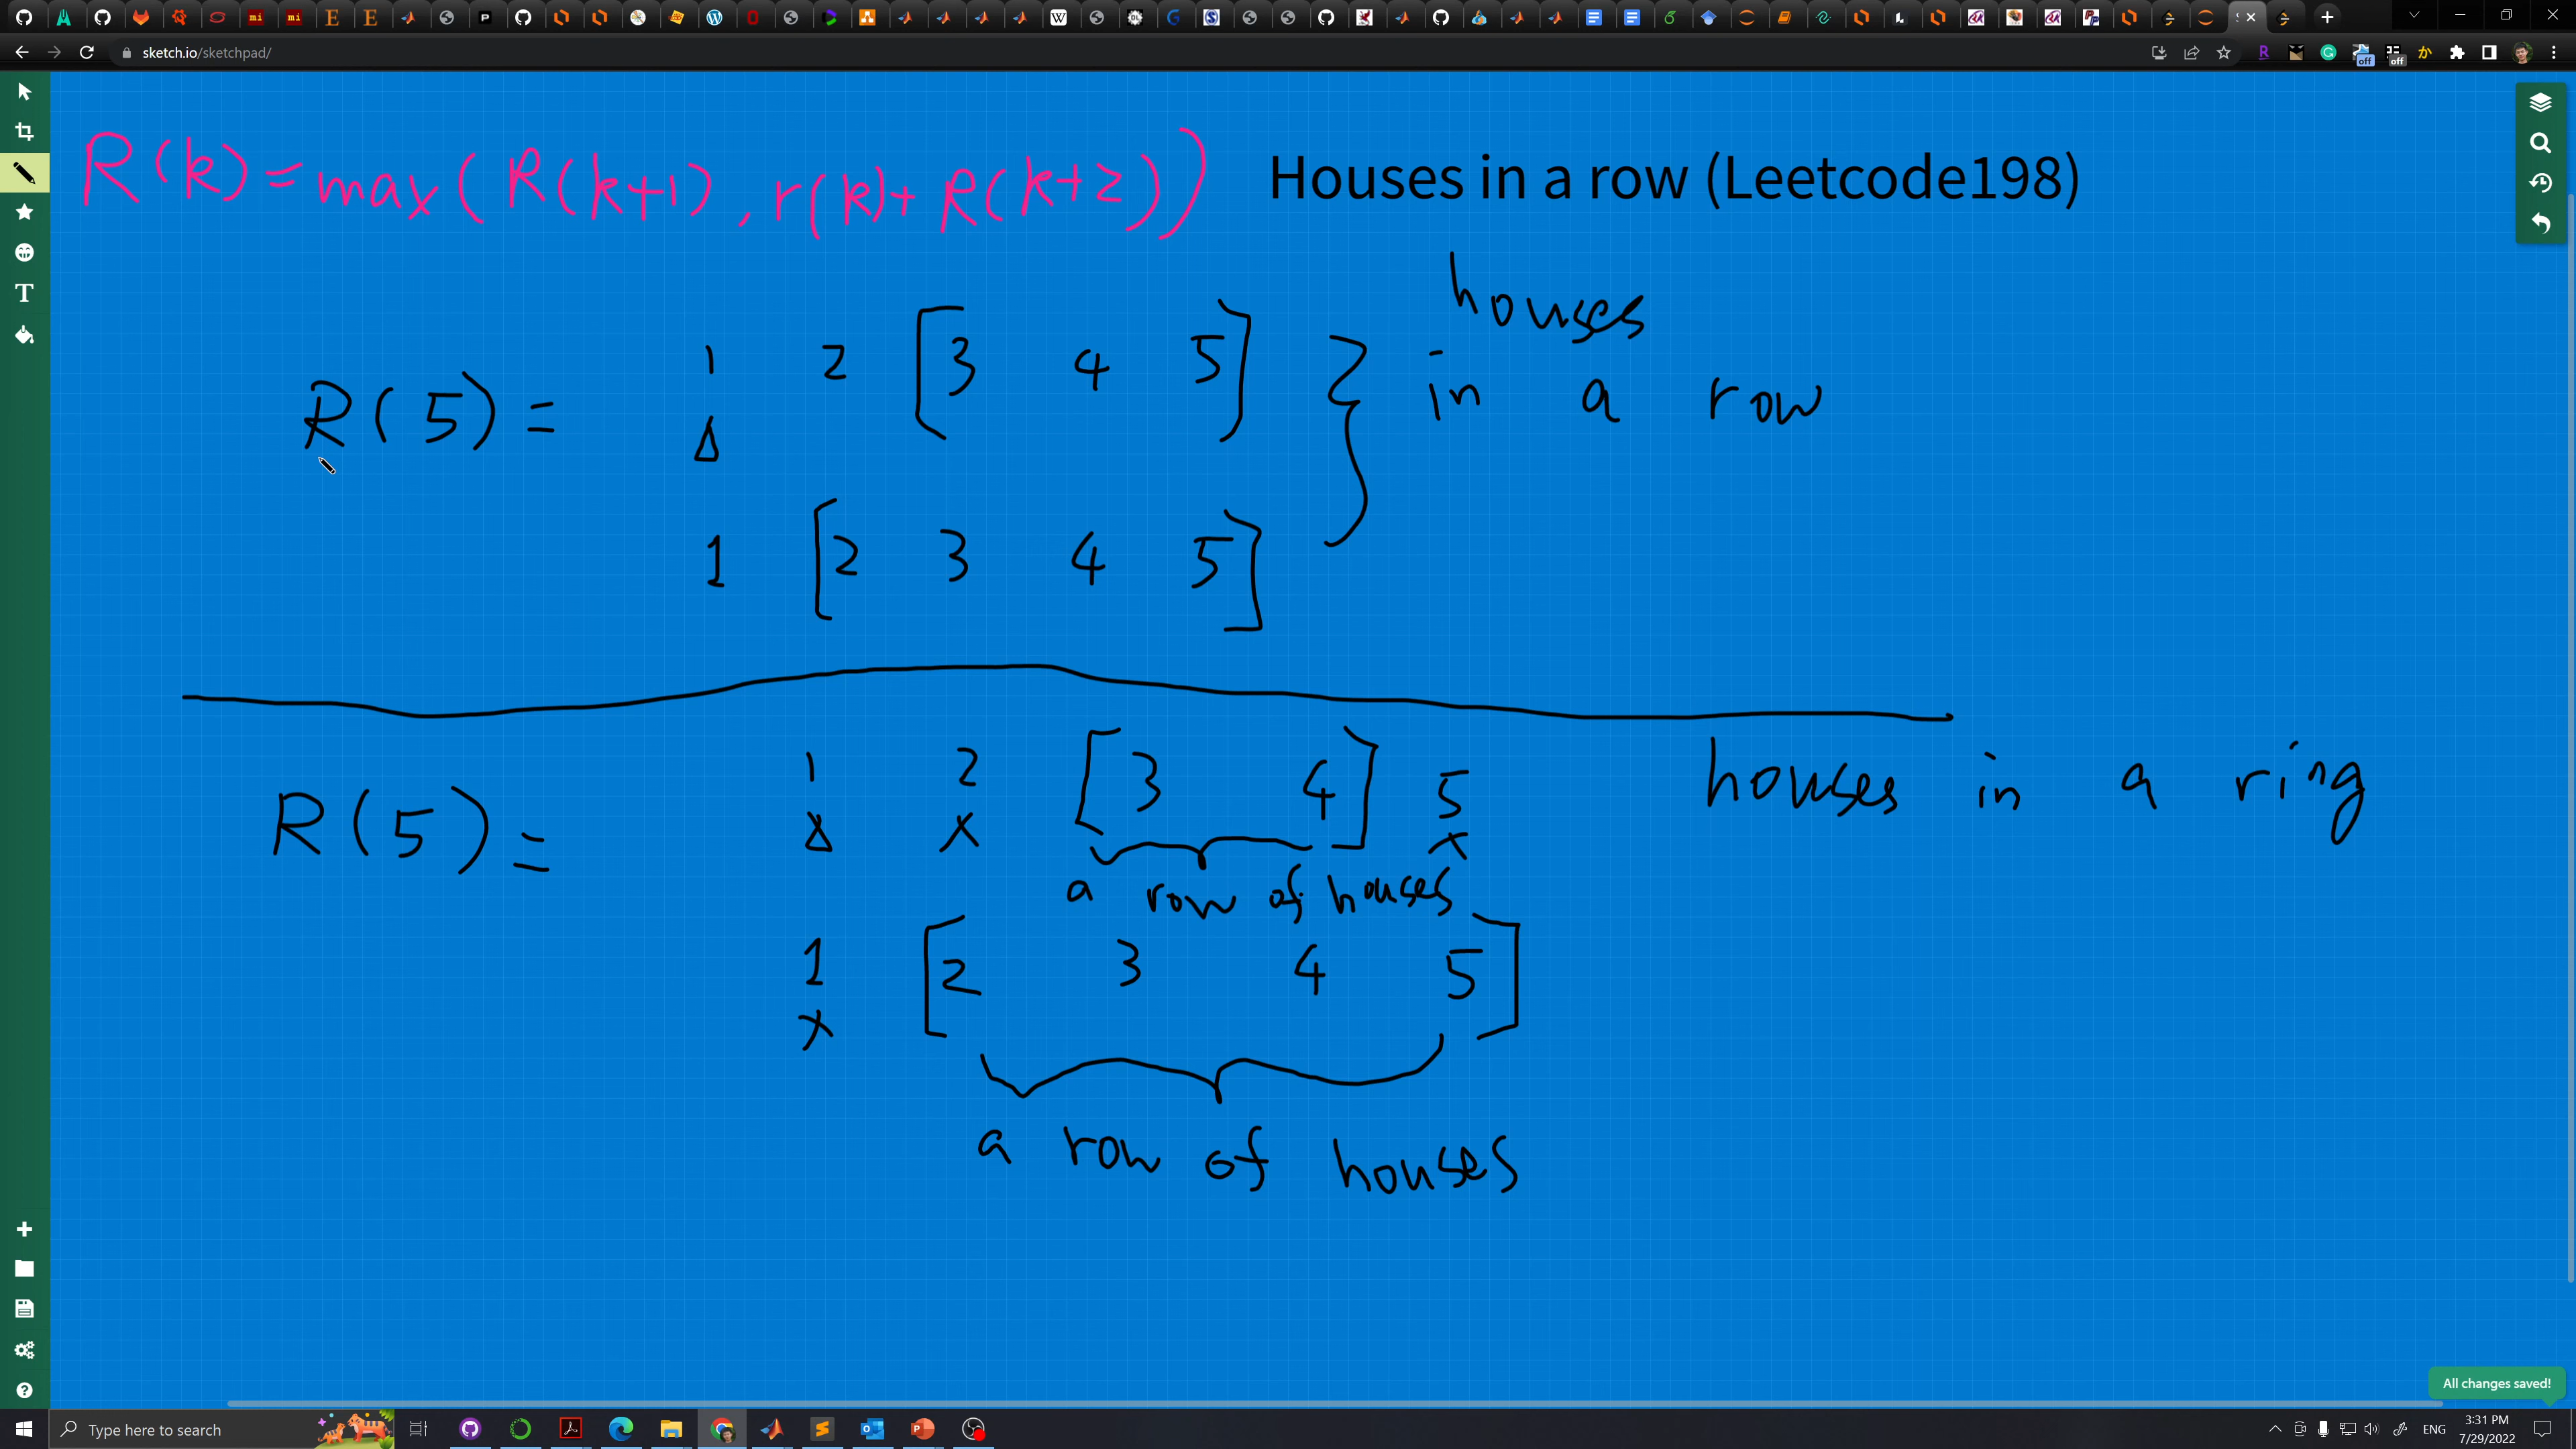 sketch.io/sketchpad/
off
off
R(k)=max(R(k+1),r(k)+R(k+2))
Houses in a row (Leetcode198)
houses
1 2 [3 4 5]
in a row
R(5)=
Δ
1 [2 3 4 5]
1 2 [3 4] 5
houses in a ring
R(5)=
Δ x x
a row of houses
1 [2 3 4 5]
x
a row of houses
All changes saved!
Type here to search
ENG
3:31 PM
7/29/2022